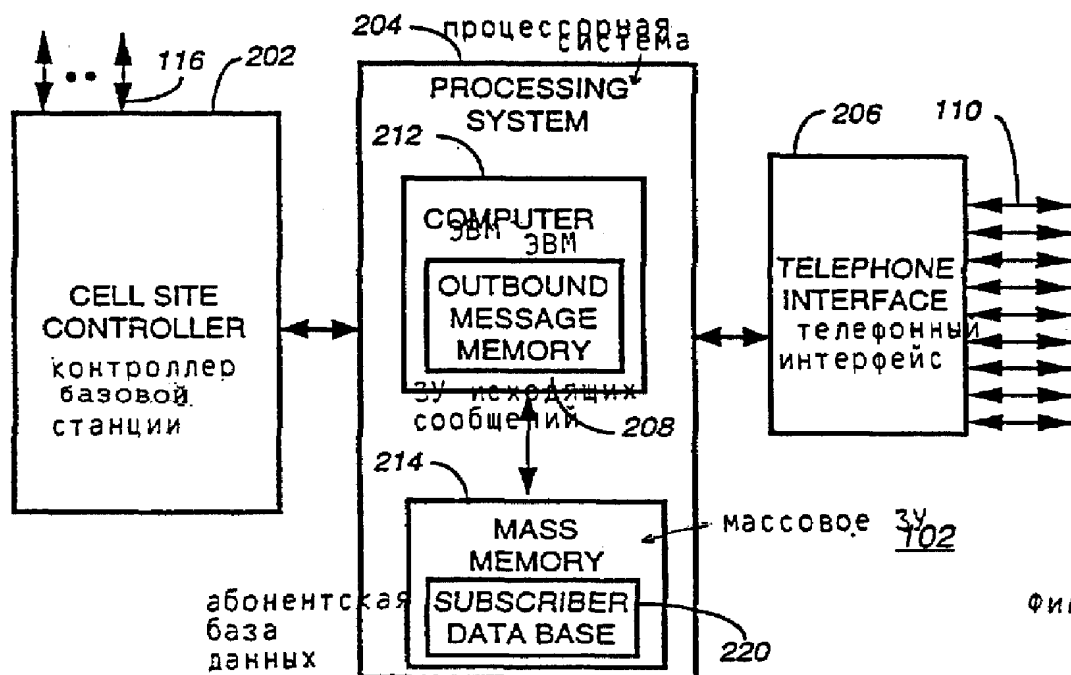 116
202
CELL SITE
CONTROLLER
контроллер
базовой
станции
204
процессорная
система
PROCESSING
SYSTEM
212
COMPUTER
ЭВМ ЭВМ
OUTBOUND
MESSAGE
MEMORY
ЗУ исходящих
сообщений
208
214
MASS
MEMORY
массовое ЗУ
102
SUBSCRIBER
DATA BASE
абонентская
база
данных
220
206
110
TELEPHONE
INTERFACE
телефонный
интерфейс